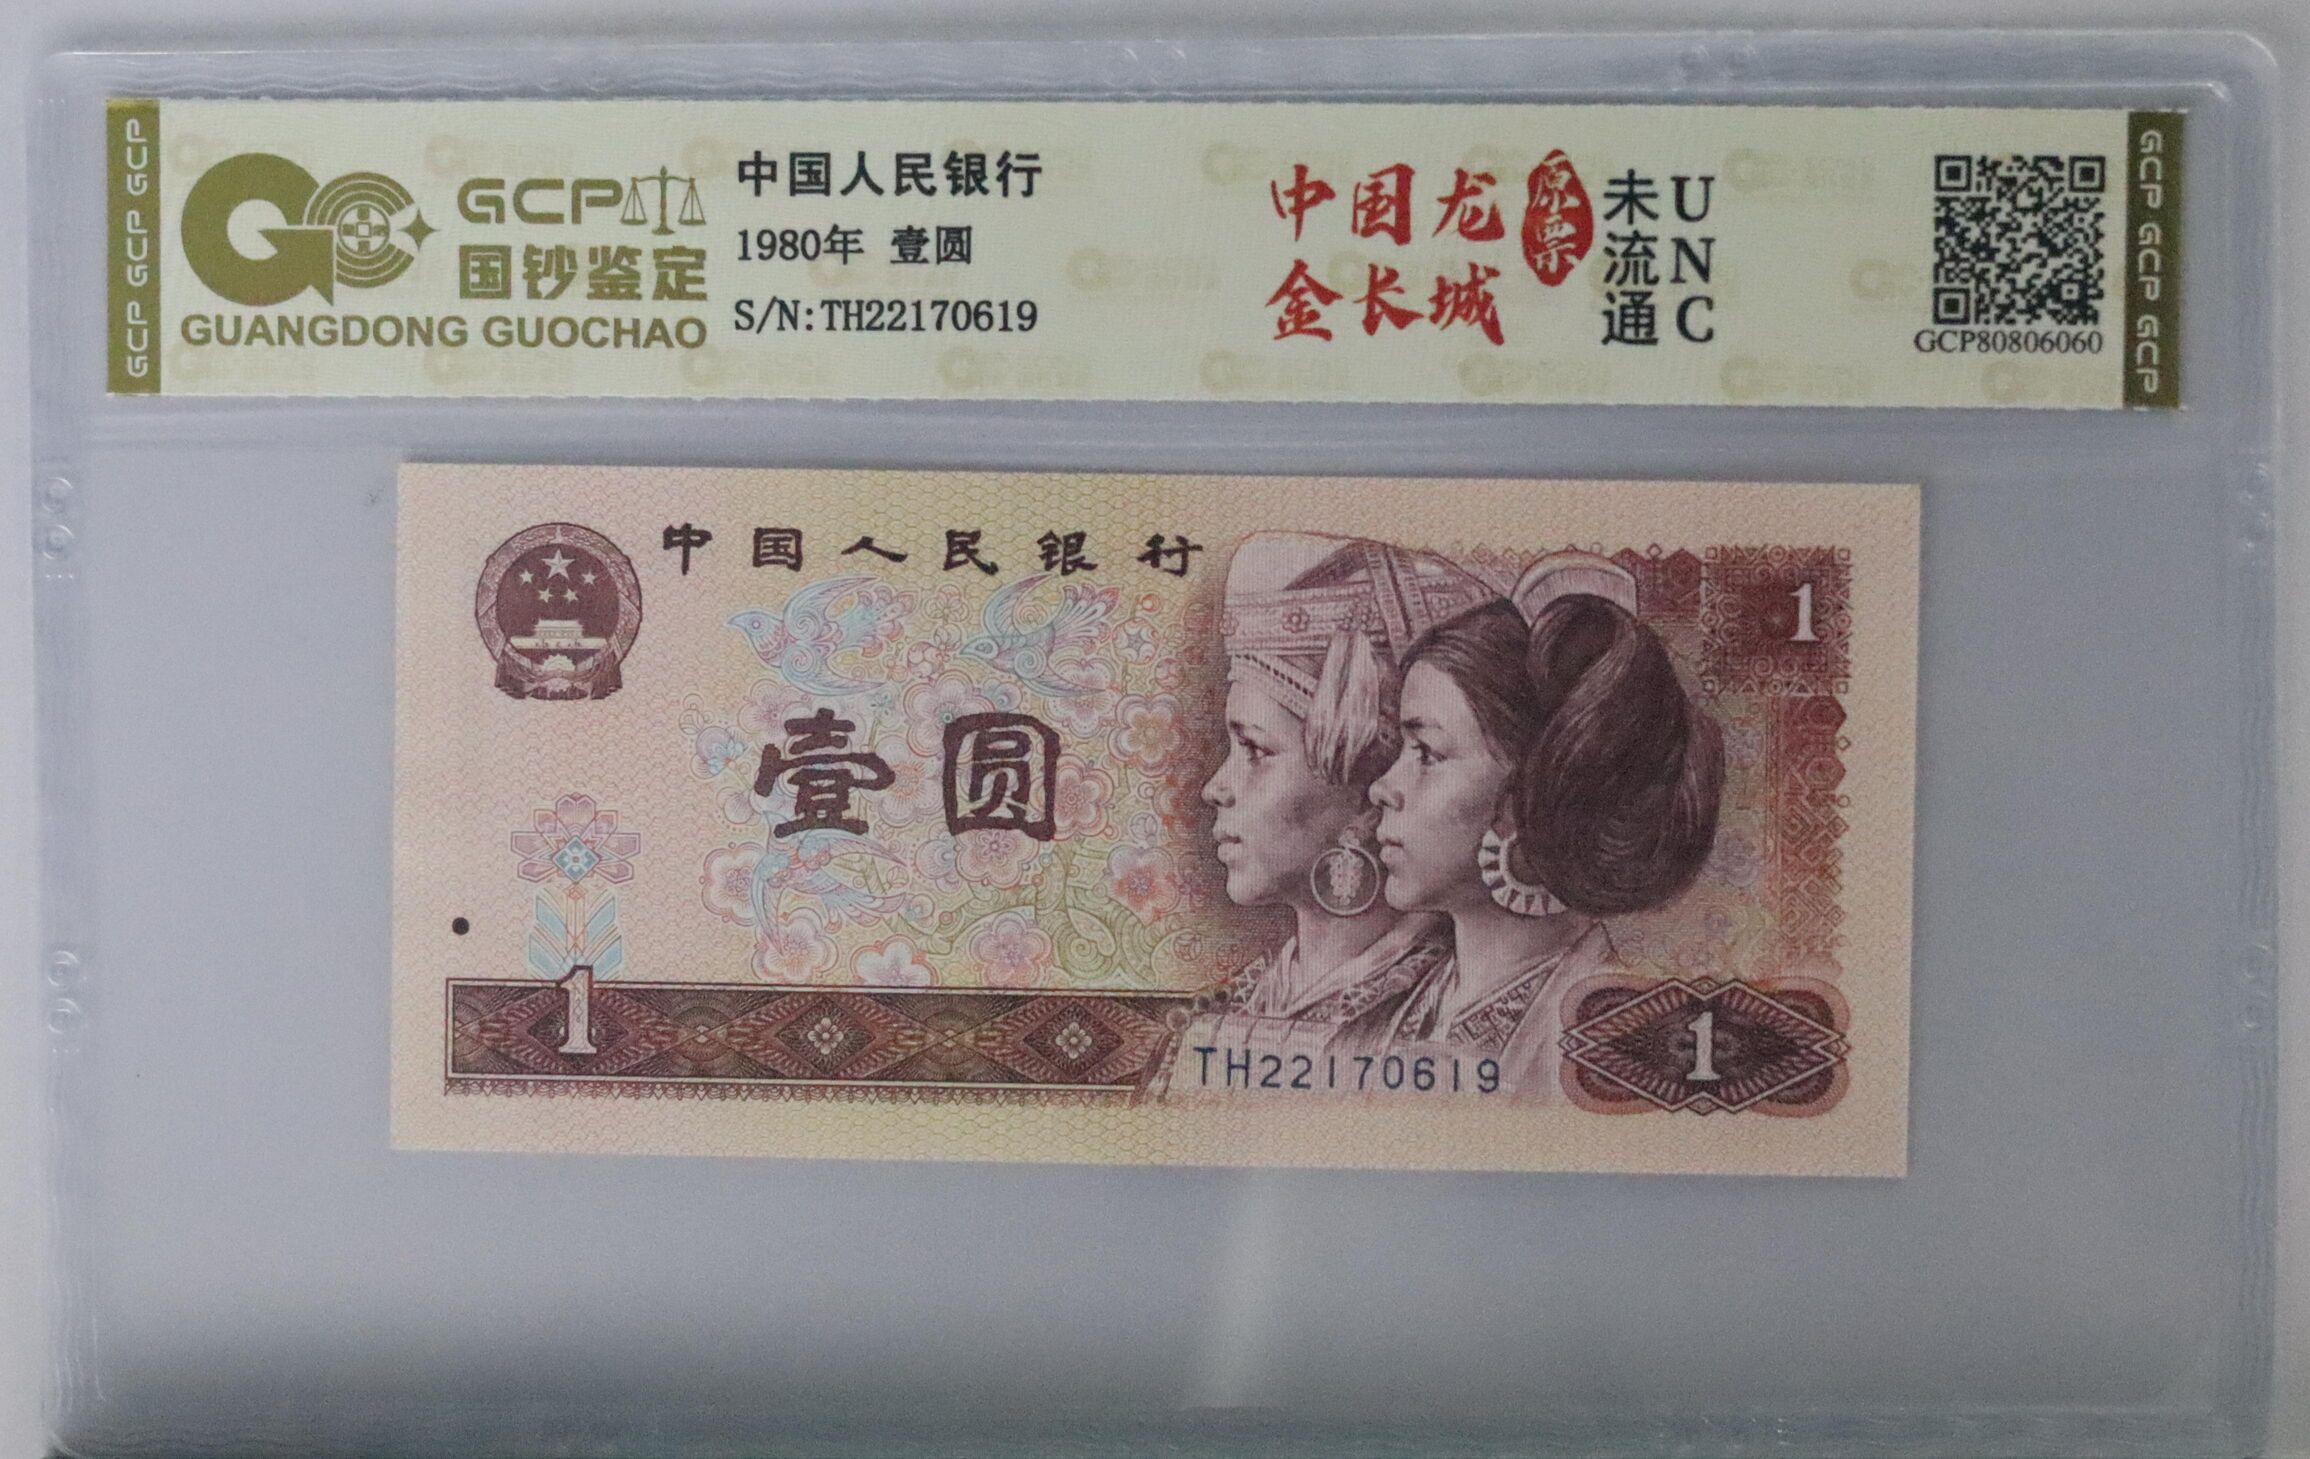 GCP GCP GCP
GCP
国钞鉴定
GUANGDONG GUOCHAO
中国人民银行
1980年 壹圆
S/N:TH22170619
中国龙
金长城
原票
未流通
UNC
GCP80806060
GCP GCP GCP
中国人民银行
1
壹圆
1
TH22170619
1